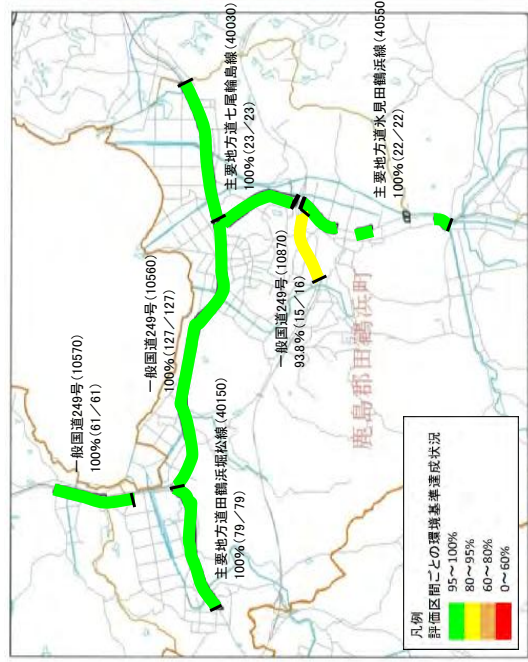 一般国道249号(10570)
100%(61/61)
一般国道249号(10560)
100%(127/127)
主要地方道田鶴浜堀松線(40150)
100%(79/79)
主要地方道七尾輪島線(40030)
100%(23/23)
一般国道249号(10870)
93.8%(15/16)
主要地方道氷見田鶴浜線(40550)
100%(22/22)
鹿島郡田鶴浜町
凡例
評価区間ごとの環境基準達成状況
95~100%
80~95%
60~80%
0~60%